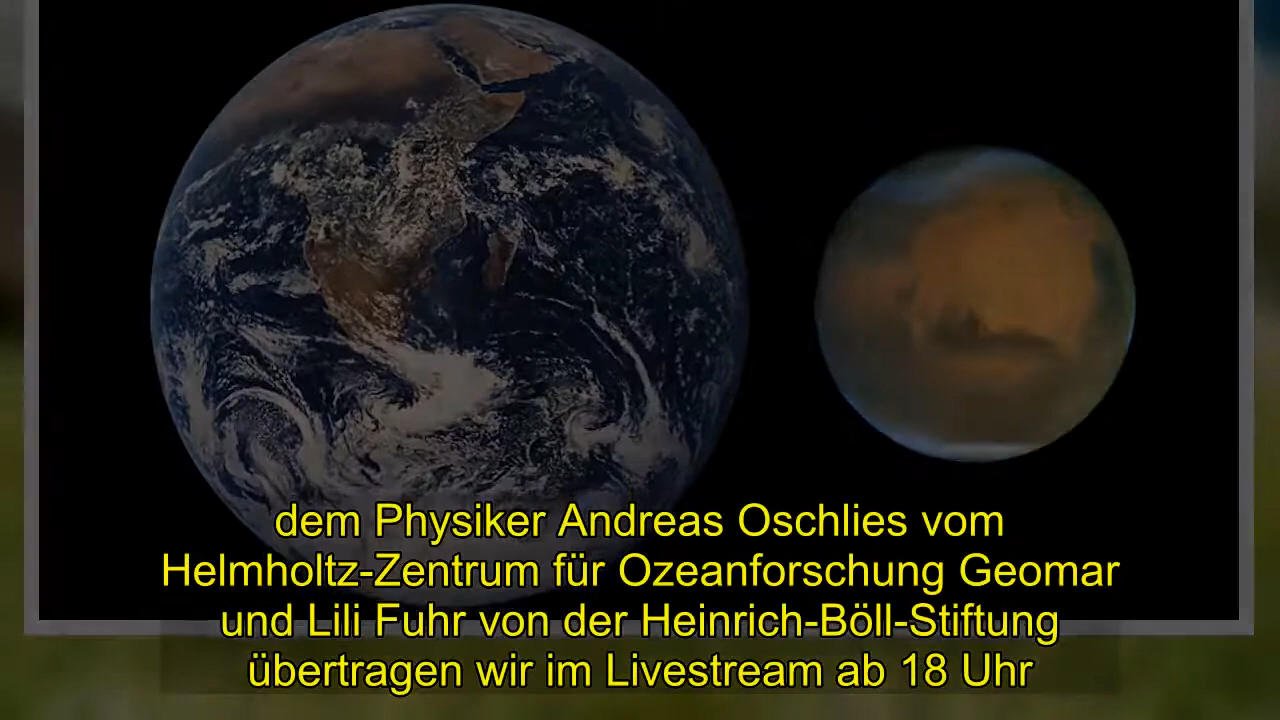 dem Physiker Andreas Oschlies vom
Helmholtz-Zentrum für Ozeanforschung Geomar
und Lili Fuhr von der Heinrich-Böll-Stiftung
übertragen wir im Livestream ab 18 Uhr